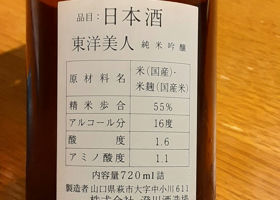 品目:日本酒
東洋美人 純米吟醸
原材料名 米(国産)・
米麹(国産米)
精米歩合 55%
アルコール分 16度
酸度 1.6
アミノ酸度 1.1
内容量720ml詰
製造者 山口県萩市大字中小川611
株式会社 澄川酒造場